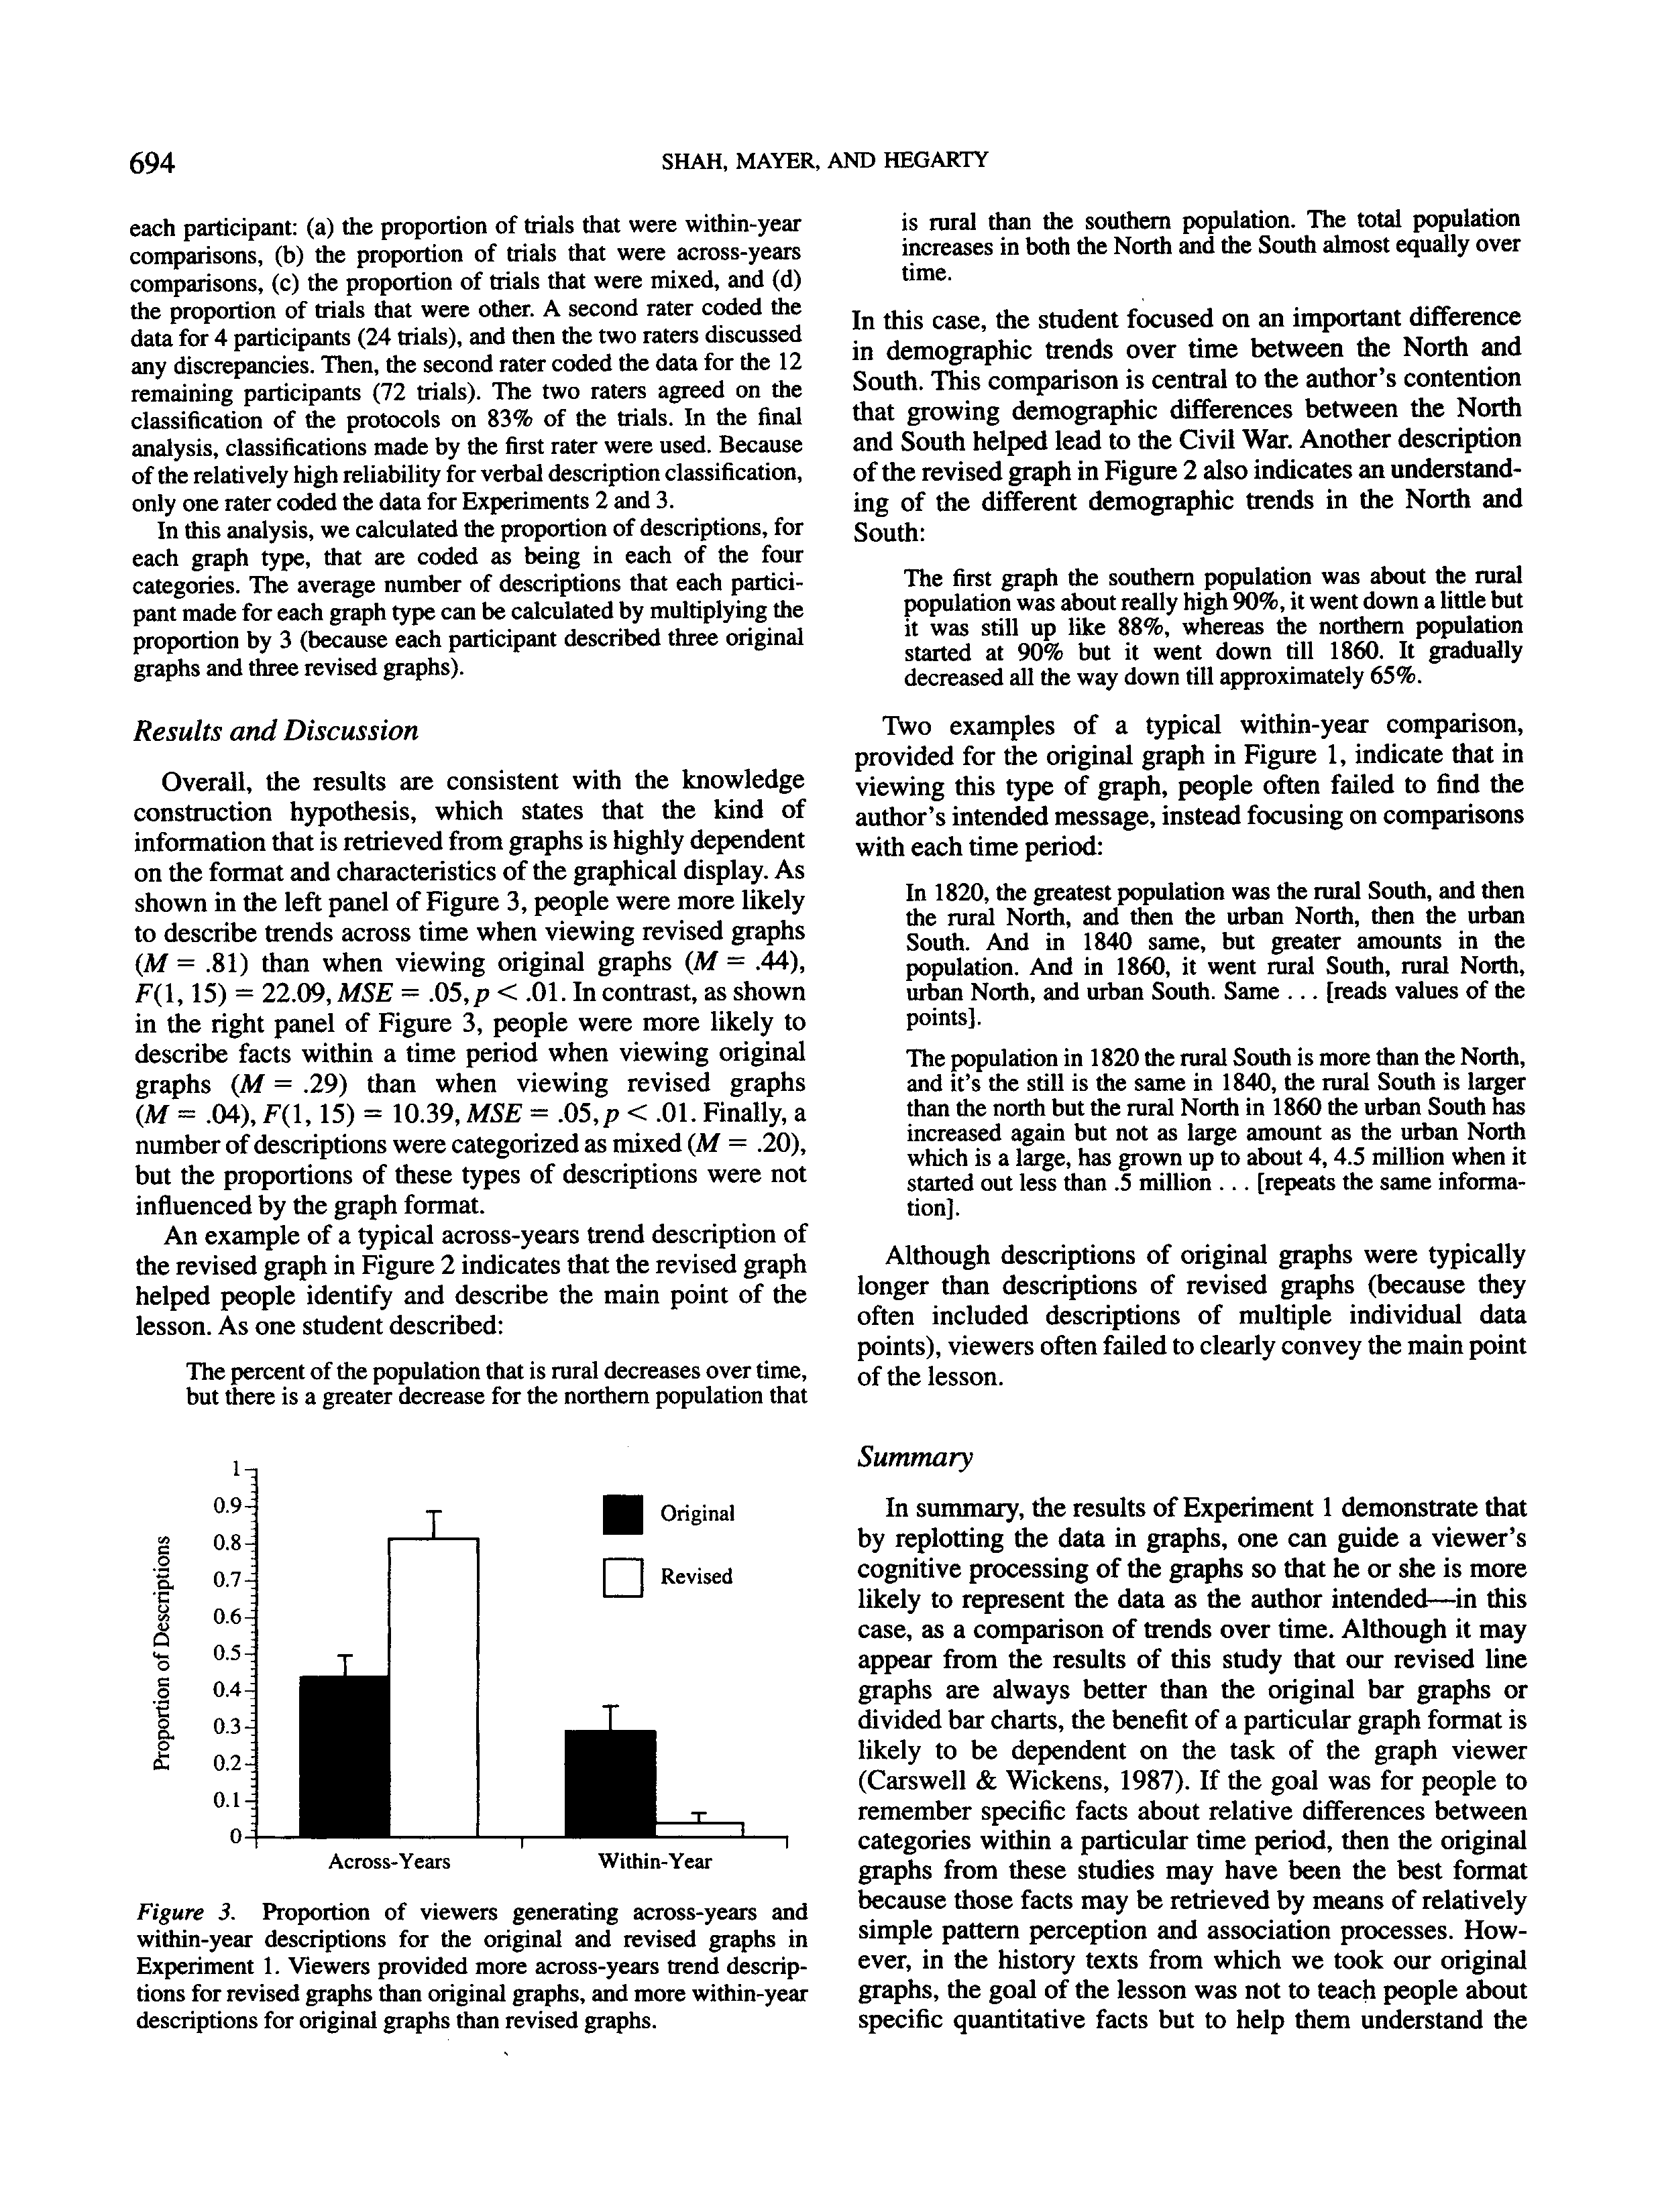 694
SHAH, MAYER, AND HEGARTY
each participant: (a) the proportion of trials that were within-year
comparisons, (b) the proportion of trials that were across-years
comparisons, (c) the proportion of trials that were mixed, and (d)
the proportion of trials that were other. A second rater coded the
data for 4 participants (24 trials), and then the two raters discussed
any discrepancies. Then, the second rater coded the data for the 12
remaining participants (72 trials). The two raters agreed on the
classification of the protocols on 83% of the trials. In the final
analysis, classifications made by the first rater were used. Because
of the relatively high reliability for verbal description classification,
only one rater coded the data for Experiments 2 and 3.
In this analysis, we calculated the proportion of descriptions, for
each graph type, that are coded as being in each of the four
categories. The average number of descriptions that each partici-
pant made for each graph type can be calculated by multiplying the
proportion by 3 (because each participant described three original
graphs and three revised graphs).
Results and Discussion
Overall, the results are consistent with the knowledge
construction hypothesis, which states that the kind of
information that is retrieved from graphs is highly dependent
on the format and characteristics of the graphical display. As
shown in the left panel of Figure 3, people were more likely
to describe trends across time when viewing revised graphs
(M = .81) than when viewing original graphs (M = .44),
F(1, 15) = 22.09, MSE = .05, p < .01. In contrast, as shown
in the right panel of Figure 3, people were more likely to
describe facts within a time period when viewing original
graphs (M = .29) than when viewing revised graphs
(M = .04), F(1, 15) = 10.39, MSE = .05, p < .01. Finally, a
number of descriptions were categorized as mixed (M = .20),
but the proportions of these types of descriptions were not
influenced by the graph format.
An example of a typical across-years trend description of
the revised graph in Figure 2 indicates that the revised graph
helped people identify and describe the main point of the
lesson. As one student described:
The percent of the population that is rural decreases over time,
but there is a greater decrease for the northern population that
1
0.9
0.8
0.7
0.6
0.5
0.4
0.3
0.2
0.1
0
Proportion of Descriptions
Original
Revised
Across-Years
Within-Year
Figure 3. Proportion of viewers generating across-years and
within-year descriptions for the original and revised graphs in
Experiment 1. Viewers provided more across-years trend descrip-
tions for revised graphs than original graphs, and more within-year
descriptions for original graphs than revised graphs.
is rural than the southern population. The total population
increases in both the North and the South almost equally over
time.
In this case, the student focused on an important difference
in demographic trends over time between the North and
South. This comparison is central to the author's contention
that growing demographic differences between the North
and South helped lead to the Civil War. Another description
of the revised graph in Figure 2 also indicates an understand-
ing of the different demographic trends in the North and
South:
The first graph the southern population was about the rural
population was about really high 90%, it went down a little but
it was still up like 88%, whereas the northern population
started at 90% but it went down till 1860. It gradually
decreased all the way down till approximately 65%.
Two examples of a typical within-year comparison,
provided for the original graph in Figure 1, indicate that in
viewing this type of graph, people often failed to find the
author's intended message, instead focusing on comparisons
with each time period:
In 1820, the greatest population was the rural South, and then
the rural North, and then the urban North, then the urban
South. And in 1840 same, but greater amounts in the
population. And in 1860, it went rural South, rural North,
urban North, and urban South. Same . . . [reads values of the
points].
The population in 1820 the rural South is more than the North,
and it's the still is the same in 1840, the rural South is larger
than the north but the rural North in 1860 the urban South has
increased again but not as large amount as the urban North
which is a large, has grown up to about 4, 4.5 million when it
started out less than .5 million . . . [repeats the same informa-
tion].
Although descriptions of original graphs were typically
longer than descriptions of revised graphs (because they
often included descriptions of multiple individual data
points), viewers often failed to clearly convey the main point
of the lesson.
Summary
In summary, the results of Experiment 1 demonstrate that
by replotting the data in graphs, one can guide a viewer's
cognitive processing of the graphs so that he or she is more
likely to represent the data as the author intended—in this
case, as a comparison of trends over time. Although it may
appear from the results of this study that our revised line
graphs are always better than the original bar graphs or
divided bar charts, the benefit of a particular graph format is
likely to be dependent on the task of the graph viewer
(Carswell & Wickens, 1987). If the goal was for people to
remember specific facts about relative differences between
categories within a particular time period, then the original
graphs from these studies may have been the best format
because those facts may be retrieved by means of relatively
simple pattern perception and association processes. How-
ever, in the history texts from which we took our original
graphs, the goal of the lesson was not to teach people about
specific quantitative facts but to help them understand the